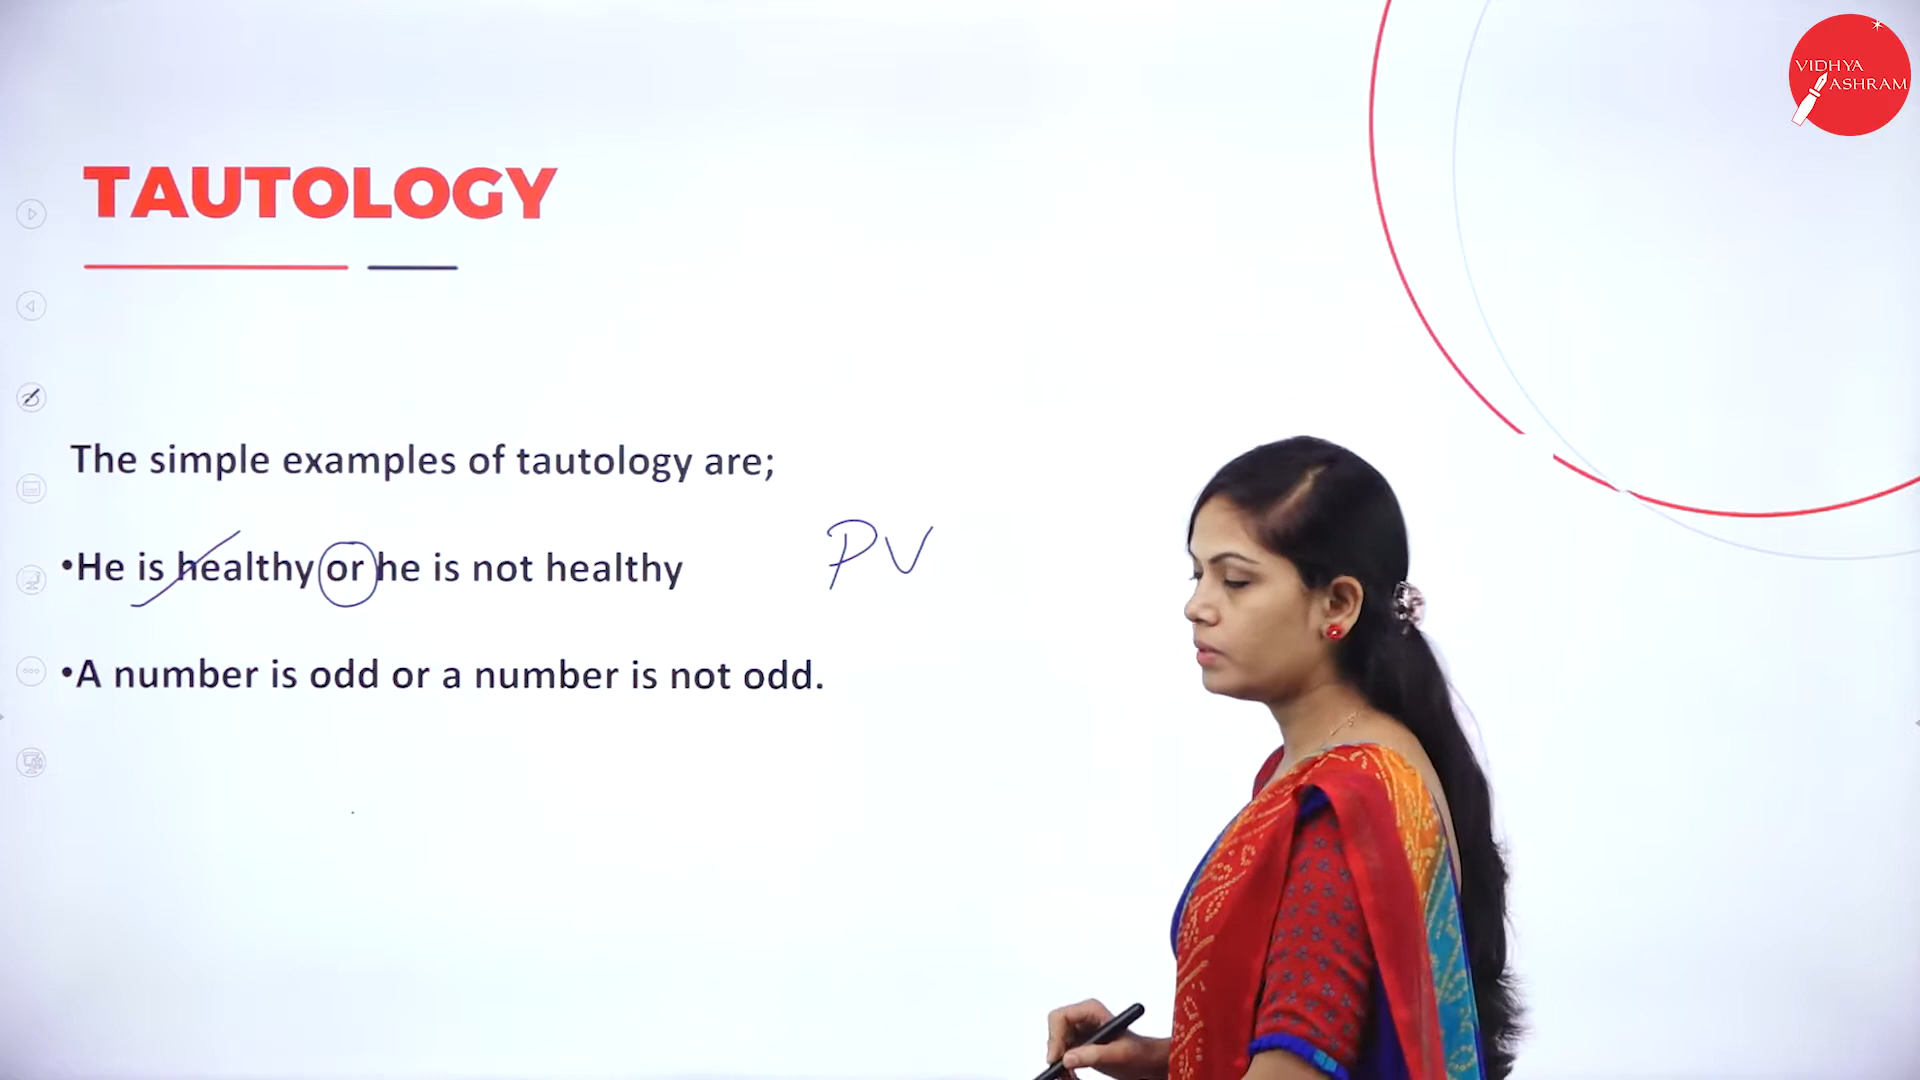 VIDHYA
ASHRAM
TAUTOLOGY
The simple examples of tautology are;
•He is healthy or he is not healthy
PV
•A number is odd or a number is not odd.